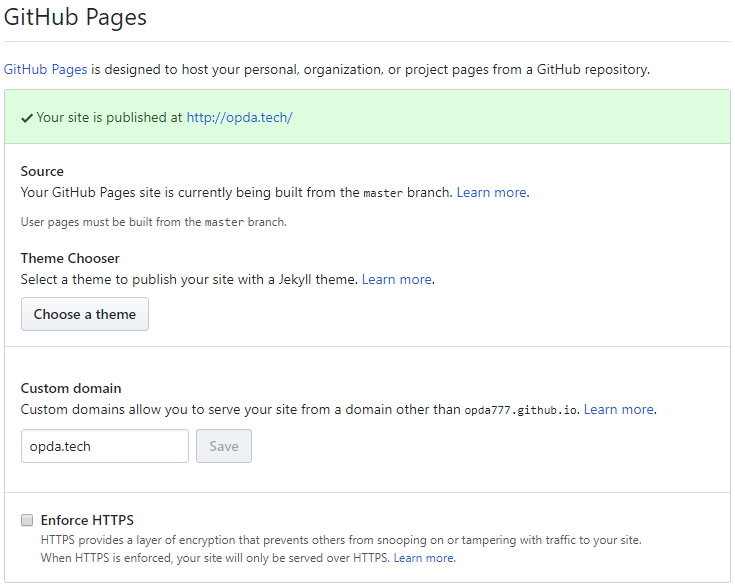 GitHub Pages
GitHub Pages is designed to host your personal, organization, or project pages from a GitHub repository.
Your site is published at http://opda.tech/
Source
Your GitHub Pages site is currently being built from the master branch. Learn more.
User pages must be built from the master branch.
Theme Chooser
Select a theme to publish your site with a Jekyll theme. Learn more.
Choose a theme
Custom domain
Custom domains allow you to serve your site from a domain other than opda777.github.io. Learn more.
opda.tech Save
Enforce HTTPS
HTTPS provides a layer of encryption that prevents others from snooping on or tampering with traffic to your site.
When HTTPS is enforced, your site will only be served over HTTPS. Learn more.